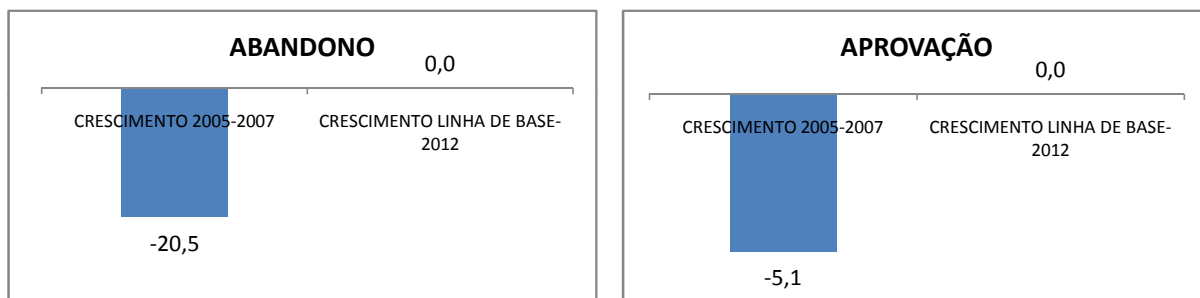 ABANDONO
0,0
CRESCIMENTO 2005-2007
CRESCIMENTO LINHA DE BASE-
2012
-20,5
APROVAÇÃO
0,0
CRESCIMENTO 2005-2007
CRESCIMENTO LINHA DE BASE-
2012
-5,1